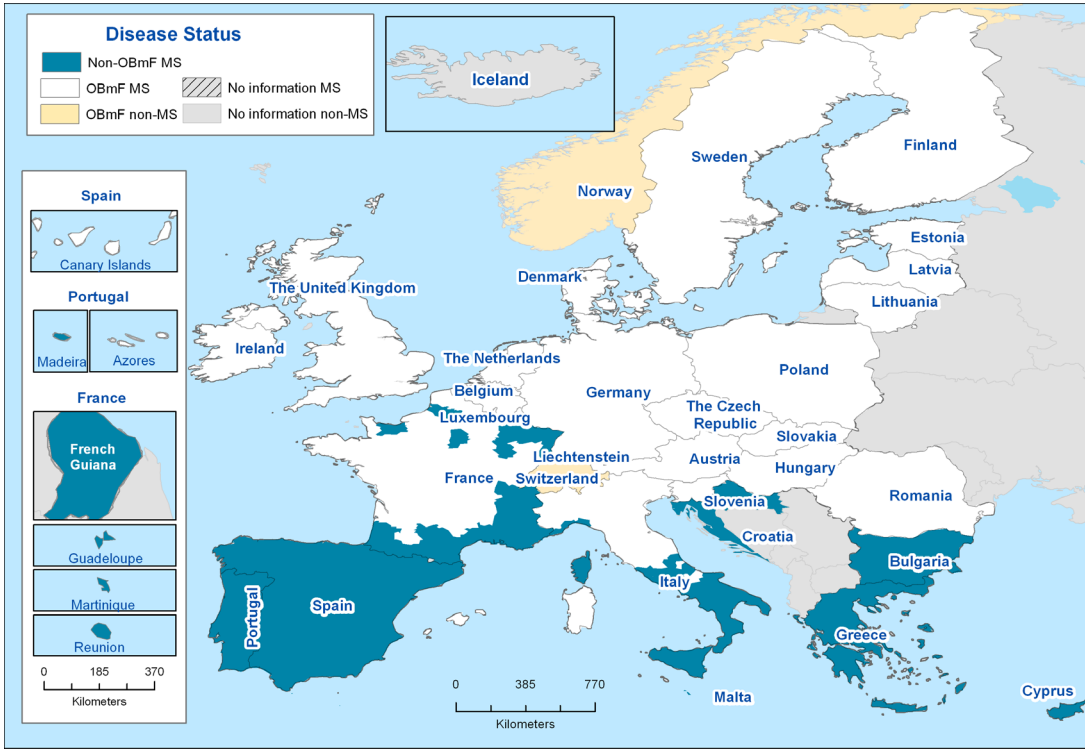 Disease Status
Non-OBmF MS
OBmF MS
No information MS
OBmF non-MS
No information non-MS
Iceland
Spain
Canary Islands
Portugal
Madeira
Azores
France
French
Guiana
Guadeloupe
Martinique
Reunion
0 185 370
Kilometers
Norway
Sweden
Finland
Estonia
Latvia
Lithuania
Denmark
The United Kingdom
Ireland
The Netherlands
Belgium
Luxembourg
Germany
Poland
The Czech
Republic
Slovakia
Liechtenstein
Austria
Hungary
France
Switzerland
Slovenia
Romania
Croatia
Bulgaria
Italy
Portugal
Spain
Greece
Malta
Cyprus
0 385 770
Kilometers